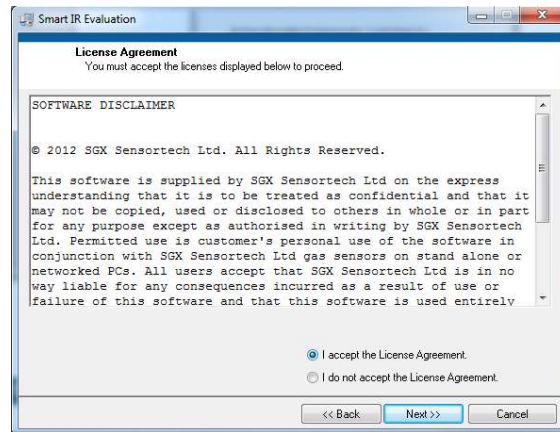 Smart IR Evaluation
License Agreement
You must accept the licenses displayed below to proceed.
SOFTWARE DISCLAIMER
© 2012 SGX Sensortech Ltd. All Rights Reserved.
This software is supplied by SGX Sensortech Ltd on the express
understanding that it is to be treated as confidential and that it
may not be copied, used or disclosed to others in whole or in part
for any purpose except as authorised in writing by SGX Sensortech
Ltd. Permitted use is customer's personal use of the software in
conjunction with SGX Sensortech Ltd gas sensors on stand alone or
networked PCs. All users accept that SGX Sensortech Ltd is in no
way liable for any consequences incurred as a result of use or
failure of this software and that this software is used entirely
I accept the License Agreement.
I do not accept the License Agreement.
<< Back Next >> Cancel